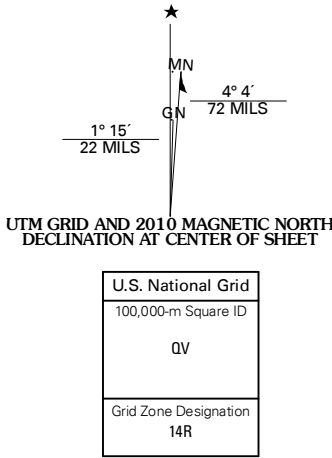 MN
GN
4° 4´
72 MILS
1° 15´
22 MILS
UTM GRID AND 2010 MAGNETIC NORTH
DECLINATION AT CENTER OF SHEET
U.S. National Grid
100,000-m Square ID
QV
Grid Zone Designation
14R